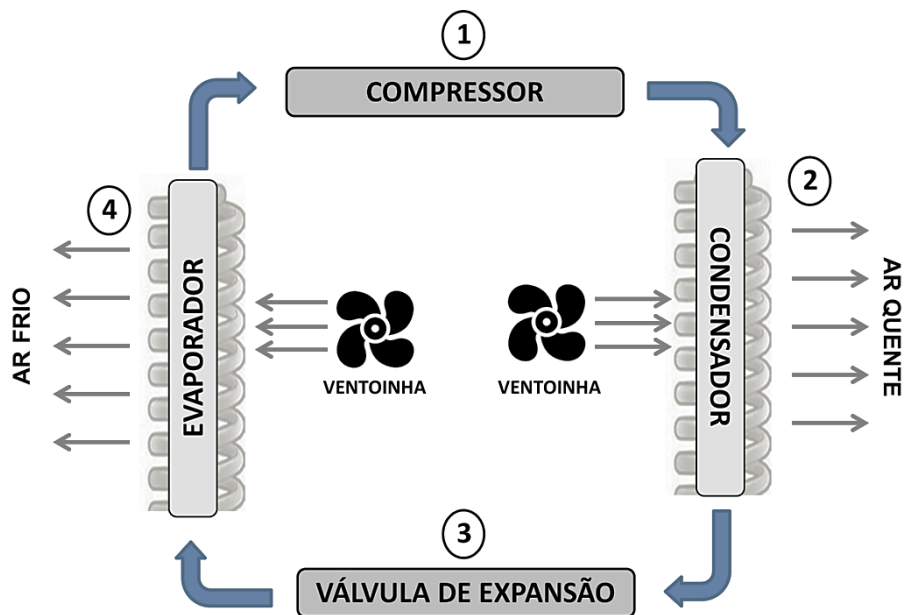 1
COMPRESSOR
2
4
EVAPORADOR
CONDENSADOR
AR FRIO
AR QUENTE
VENTOINHA
VENTOINHA
3
VÁLVULA DE EXPANSÃO